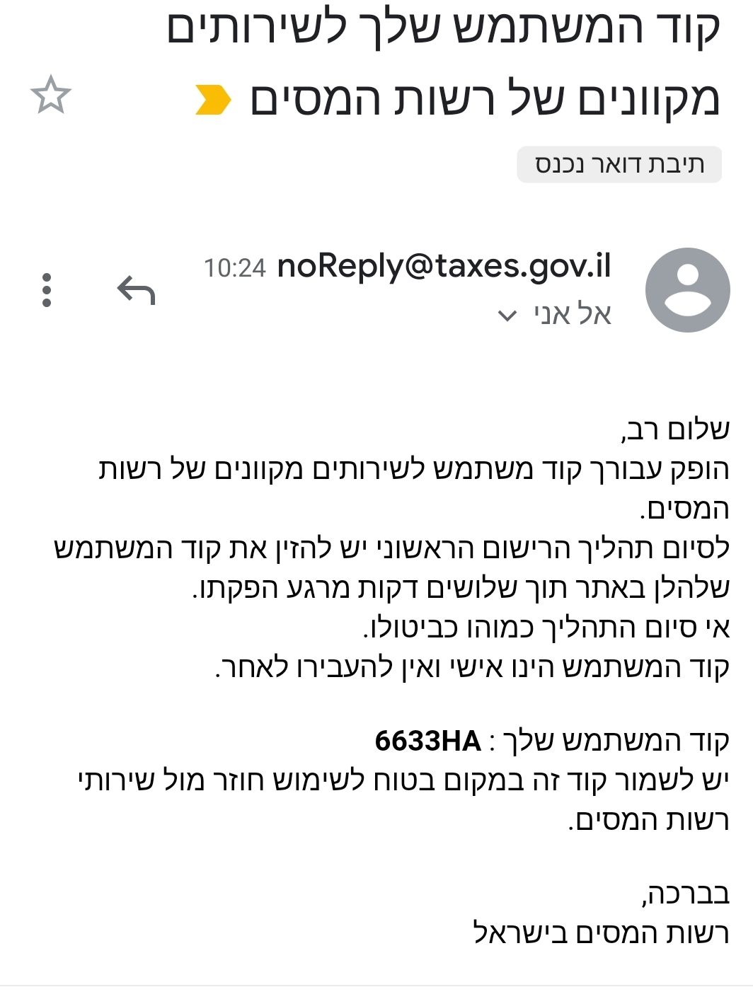 קוד המשתמש שלך לשירותים
מקוונים של רשות המסים
תיבת דואר נכנס
noReply@taxes.gov.il 10:24
אל אני
שלום רב,
הופק עבורך קוד משתמש לשירותים מקוונים של רשות
המסים.
לסיום תהליך הרישום הראשוני יש להזין את קוד המשתמש
שלהלן באתר תוך שלושים דקות מרגע הפקתו.
אי סיום התהליך כמוהו כביטולו.
קוד המשתמש הינו אישי ואין להעבירו לאחר.
קוד המשתמש שלך : 6633HA
יש לשמור קוד זה במקום בטוח לשימוש חוזר מול שירותי
רשות המסים.
בברכה,
רשות המסים בישראל